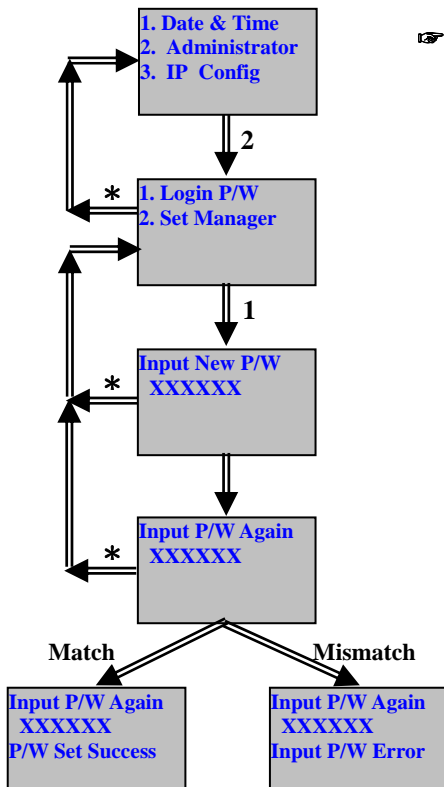 1. Date & Time
2. Administrator
3. IP Config
☞
2
*
1. Login P/W
2. Set Manager
1
*
Input New P/W
XXXXXX
*
Input P/W Again
XXXXXX
Match
Mismatch
Input P/W Again
XXXXXX
P/W Set Success
Input P/W Again
XXXXXX
Input P/W Error